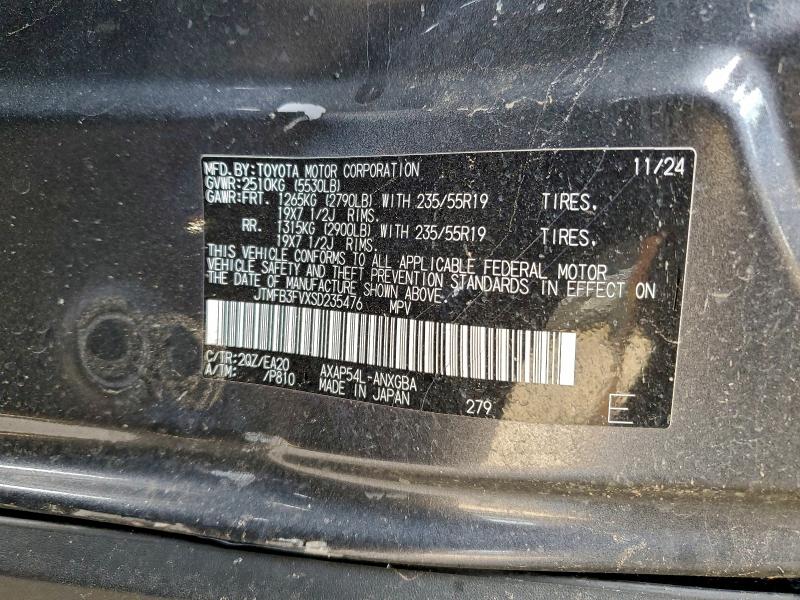 MFD. BY: TOYOTA MOTOR CORPORATION 11/24
GVWR: 2510KG (5530LB)
GAWR: FRT. 1265KG (2790LB) WITH 235/55R19 TIRES.
19X7 1/2J RIMS.
RR. 1315KG (2900LB) WITH 235/55R19 TIRES.
19X7 1/2J RIMS.
THIS VEHICLE CONFORMS TO ALL APPLICABLE FEDERAL MOTOR
VEHICLE SAFETY AND THEFT PREVENTION STANDARDS IN EFFECT ON
THE DATE OF MANUFACTURE SHOWN ABOVE.
JTMFB3FVXSD235476 MPV
C/TR: 2QZ/EA20 AXAP54L-ANXGBA
A/TM: /P810 MADE IN JAPAN 279 E